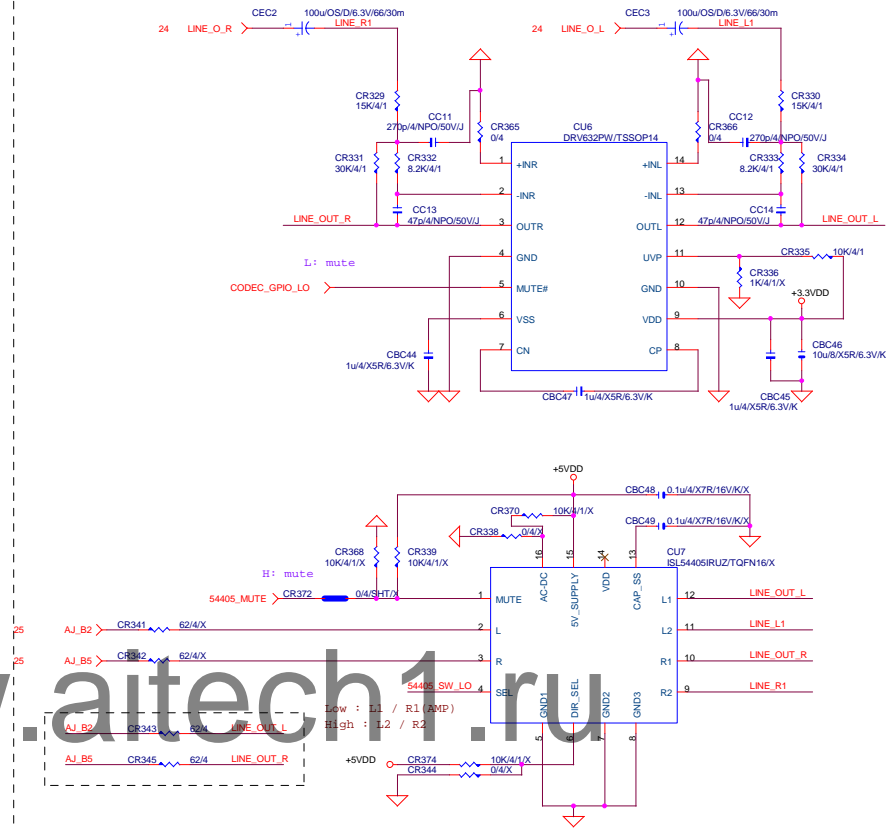 CEC2 100u/OS/D/6.3V/66/30m
24 LINE_O_R LINE_R1
1
+
CEC3 100u/OS/D/6.3V/66/30m
24 LINE_O_L LINE_L1
1
+
CR329
15K/4/1
CC11
270p/4/NPO/50V/J
CR365
0/4
CR331
30K/4/1
CR332
8.2K/4/1
CC13
47p/4/NPO/50V/J
LINE_OUT_R
CR330
15K/4/1
CC12
270p/4/NPO/50V/J
CR366
0/4
CR333
8.2K/4/1
CR334
30K/4/1
CC14
47p/4/NPO/50V/J
LINE_OUT_L
CU6
DRV632PW/TSSOP14
1 +INR
2 -INR
3 OUTR
4 GND
5 MUTE#
6 VSS
7 CN
+INL 14
-INL 13
OUTL 12
UVP 11
GND 10
VDD 9
CP 8
L: mute
CODEC_GPIO_LO
CR335 10K/4/1
CR336
1K/4/1/X
+3.3VDD
CBC44
1u/4/X5R/6.3V/K
CBC46
10u/8/X5R/6.3V/K
CBC47 1u/4/X5R/6.3V/K
CBC45
1u/4/X5R/6.3V/K
+5VDD
CBC48 0.1u/4/X7R/16V/K/X
CR370 10K/4/1/X
CR338 0/4/X
CBC49 0.1u/4/X7R/16V/K/X
CR368
10K/4/1/X
CR339
10K/4/1/X
CU7
ISL54405IRUZ/TQFN16/X
H: mute
54405_MUTE CR372 0/4/SHT/X
16 AC-DC
15 5V_SUPPLY
14 VDD
13 CAP_SS
1 MUTE
2 L
3 R
4 SEL
L1 12 LINE_OUT_L
L2 11 LINE_L1
R1 10 LINE_OUT_R
R2 9 LINE_R1
GND1 5
DIR_SEL 6
GND2 7
GND3 8
25 AJ_B2 CR341 62/4/X
25 AJ_B5 CR342 62/4/X
54405_SW_LO
Low : L1 / R1(AMP)
High : L2 / R2
AJ_B2 CR343 62/4 LINE_OUT_L
AJ_B5 CR345 62/4 LINE_OUT_R
+5VDD CR374 10K/4/1/X
CR344 0/4/X
.aitech1.ru